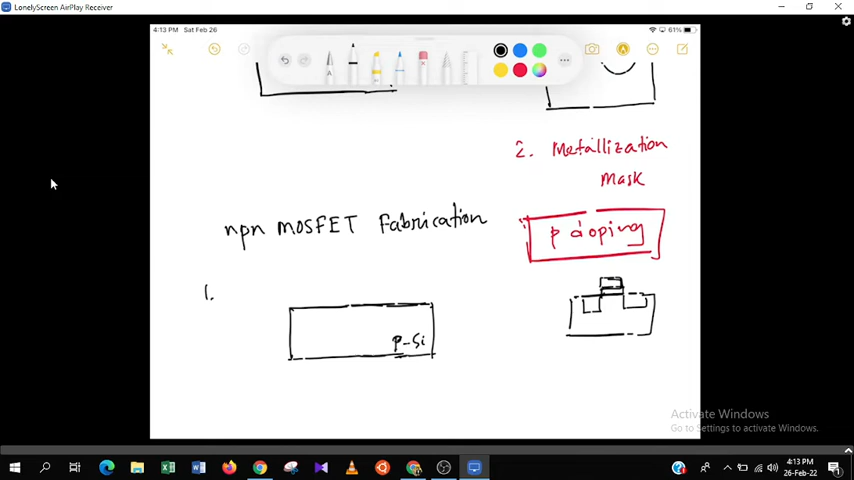 LonelyScreen AirPlay Receiver
4:13 PM Sat Feb 26
61%
A
2. Metallization
Mask
npn MOSFET Fabrication
p doping
1.
p-Si
Activate Windows
Go to Settings to activate Windows.
4:13 PM
26-Feb-22